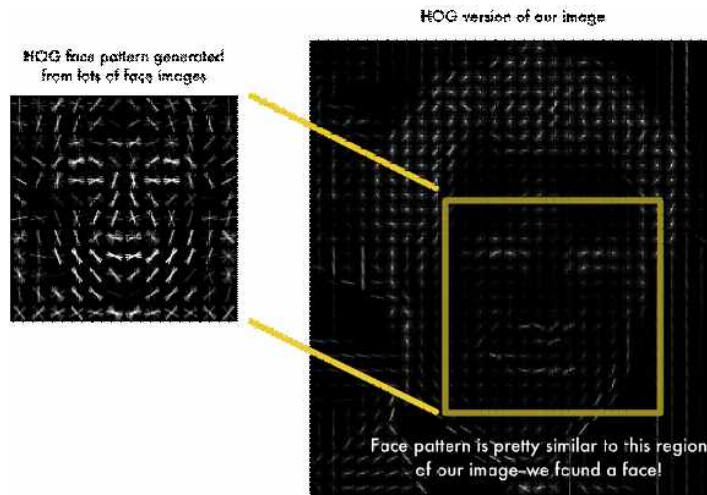 HOG version of our image
HOG face pattern generated
from lots of face images
Face pattern is pretty similar to this region
of our image–we found a face!